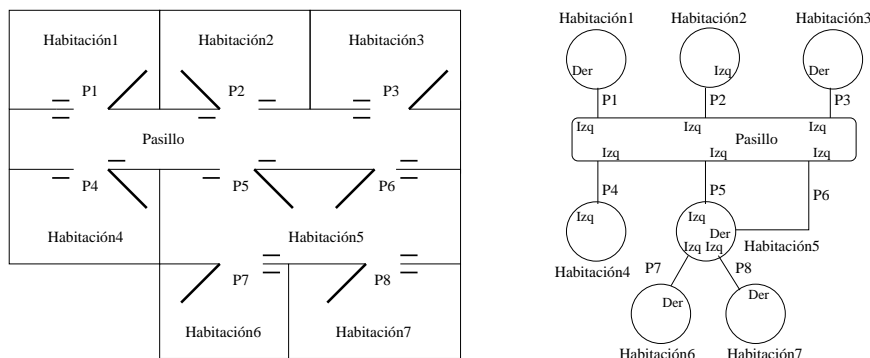 Habitación1
Habitación2
Habitación3
P1
P2
P3
Pasillo
P4
P5
P6
Habitación4
Habitación5
P7
P8
Habitación6
Habitación7
Habitación1
Habitación2
Habitación3
Der
Izq
Der
P1
P2
P3
Izq
Izq
Izq
Pasillo
Izq
Izq
Izq
P4
P5
P6
Izq
Izq
Der
Izq
Izq
Habitación5
Habitación4
P7
P8
Der
Der
Habitación6
Habitación7